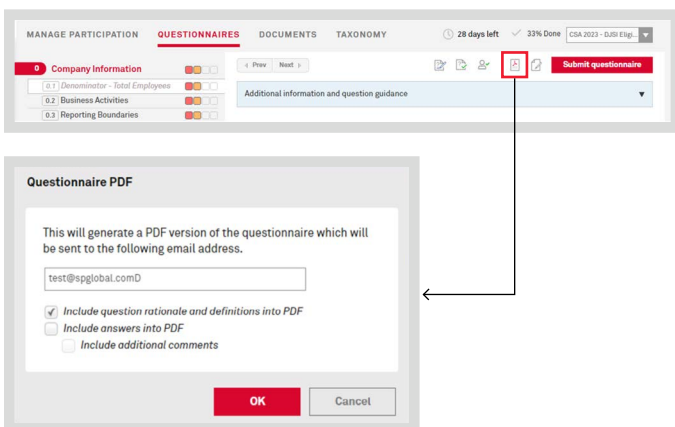 MANAGE PARTICIPATION QUESTIONNAIRES DOCUMENTS TAXONOMY 28 days left 33% Done CSA 2023 - DJSI Eligi...
0 Company Information Prev Next Submit questionnaire
0.1 Denominator - Total Employees
Additional information and question guidance
0.2 Business Activities
0.3 Reporting Boundaries
Questionnaire PDF
This will generate a PDF version of the questionnaire which will
be sent to the following email address.
test@spglobal.comD
Include question rationale and definitions into PDF
Include answers into PDF
Include additional comments
OK Cancel